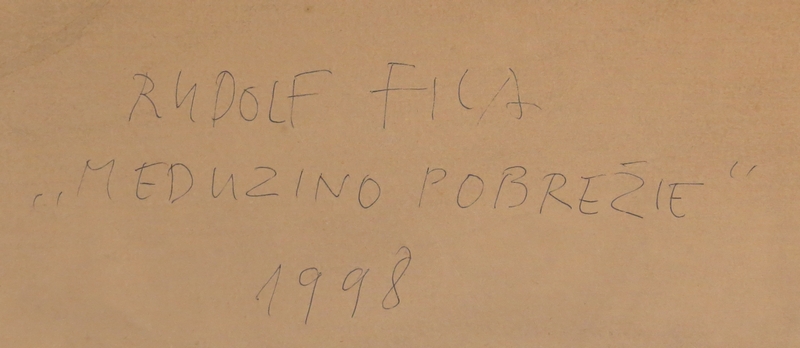 RUDOLF FILA
„MEDUZINO POBREŽIE“
1998